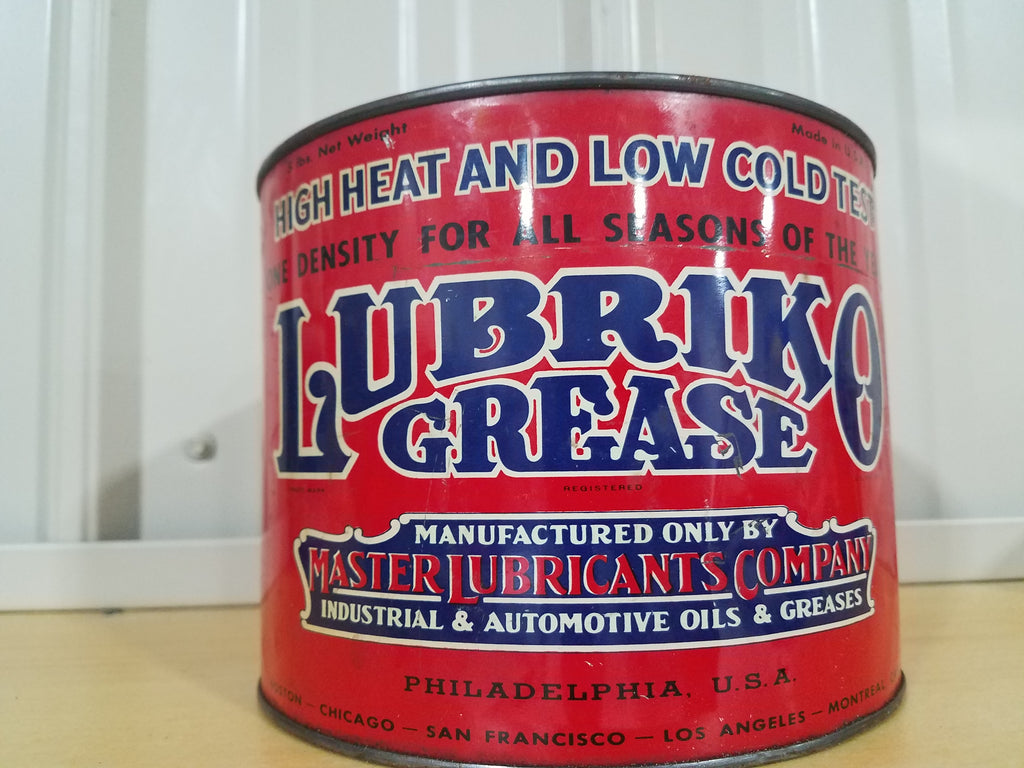 5 lbs. Net Weight
Made in U.S.A.
HIGH HEAT AND LOW COLD TEST
ONE DENSITY FOR ALL SEASONS OF THE
LUBRIKO
GREASE
REGISTERED
MANUFACTURED ONLY BY
MASTER LUBRICANTS COMPANY
INDUSTRIAL & AUTOMOTIVE OILS & GREASES
PHILADELPHIA, U.S.A.
BOSTON — CHICAGO — SAN FRANCISCO — LOS ANGELES — MONTREAL